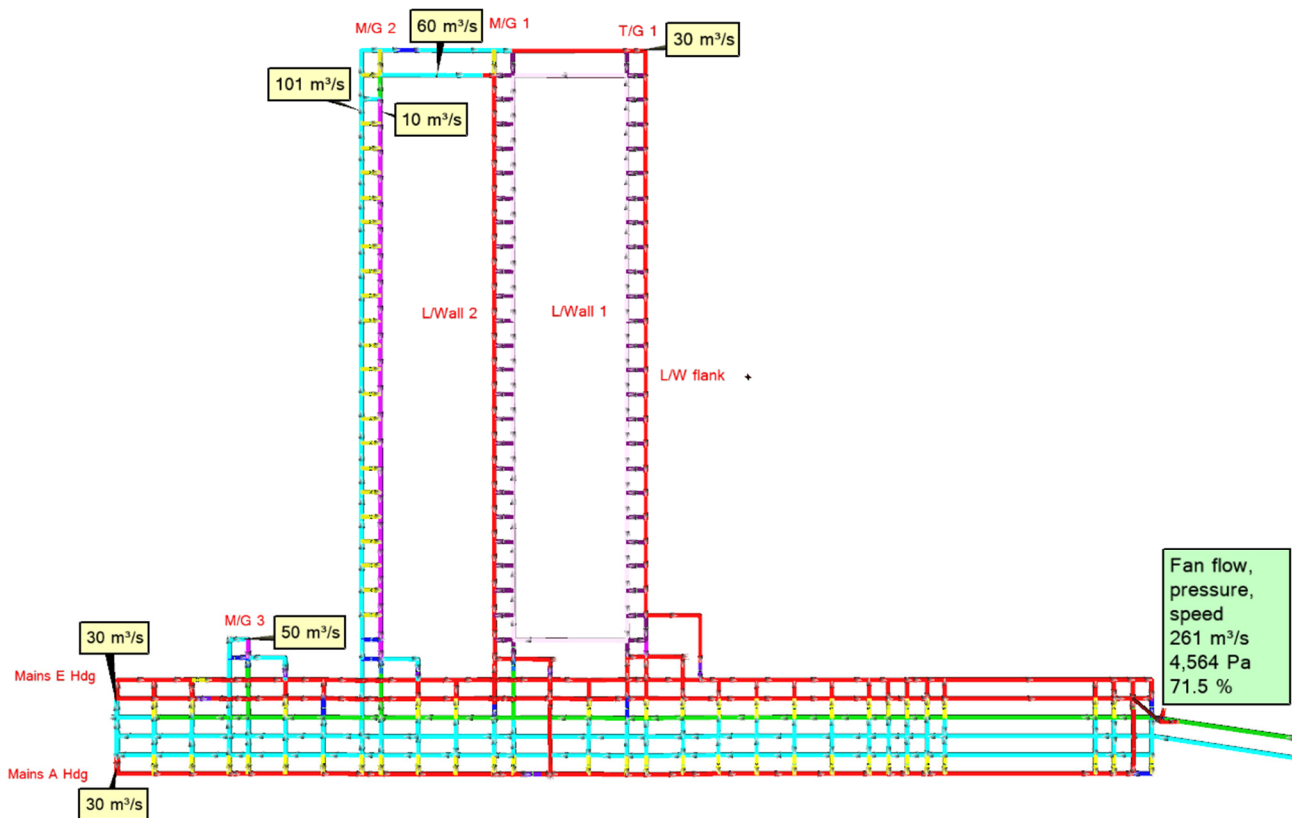 M/G 2
60 m³/s
M/G 1
T/G 1
30 m³/s
101 m³/s
10 m³/s
L/Wall 2
L/Wall 1
L/W flank
30 m³/s
M/G 3
50 m³/s
Mains E Hdg
Mains A Hdg
30 m³/s
Fan flow,
pressure,
speed
261 m³/s
4,564 Pa
71.5 %